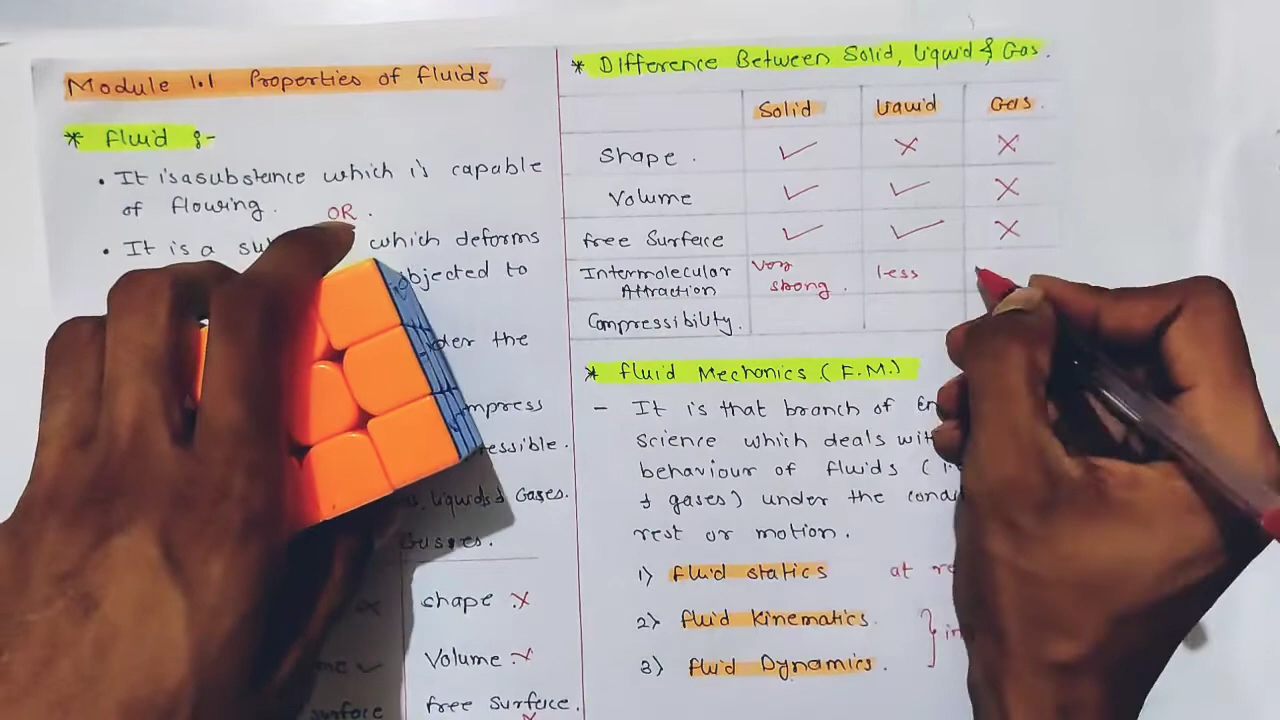 Module 1.1 Properties of fluids
* fluid :-
• It is a substance which is capable
of flowing. OR.
• It is a which deforms
objected to
the
mpress
essible.
liquids & Gases.
shape ✗
Volume ✗
free Surface.
* Difference Between Solid, Liquid & Gas.
Solid Liquid Gas.
Shape. ✓ ✗ ✗
Volume ✓ ✓ ✗
free Surface ✓ ✓ ✗
Intermolecular Attraction very strong. less
Compressibility.
* fluid Mechanics (F.M.)
- It is that branch of En
Science which deals wit
behaviour of fluids (
& gases) under the cond
rest or motion.
1) fluid statics at re
2) fluid Kinematics.
3) fluid Dynamics. } in